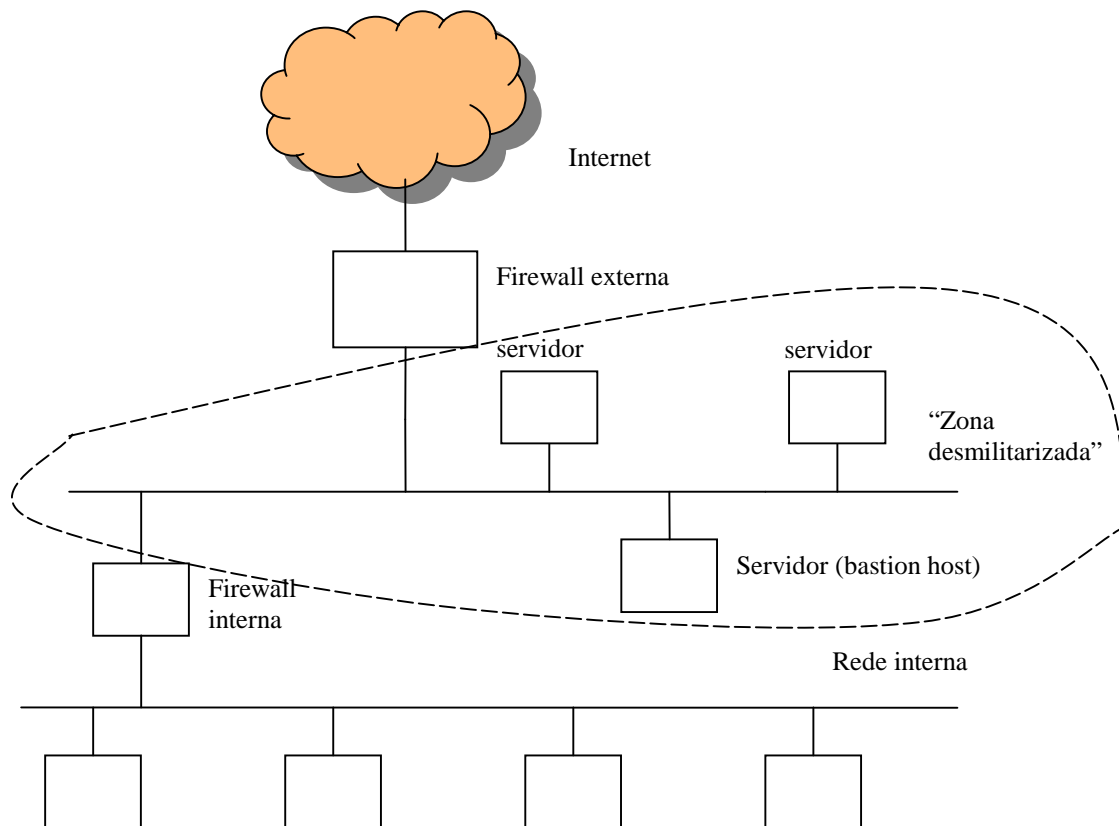 Internet
Firewall externa
servidor
servidor
“Zona
desmilitarizada”
Servidor (bastion host)
Firewall
interna
Rede interna